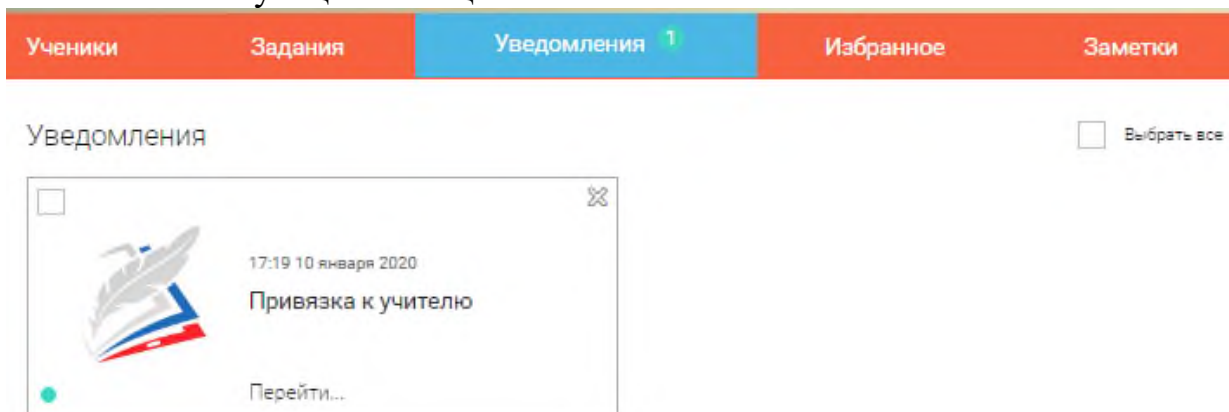 Ученики Задания Уведомления 1 Избранное Заметки
Уведомления Выбрать все
17:19 10 января 2020
Привязка к учителю
Перейти...